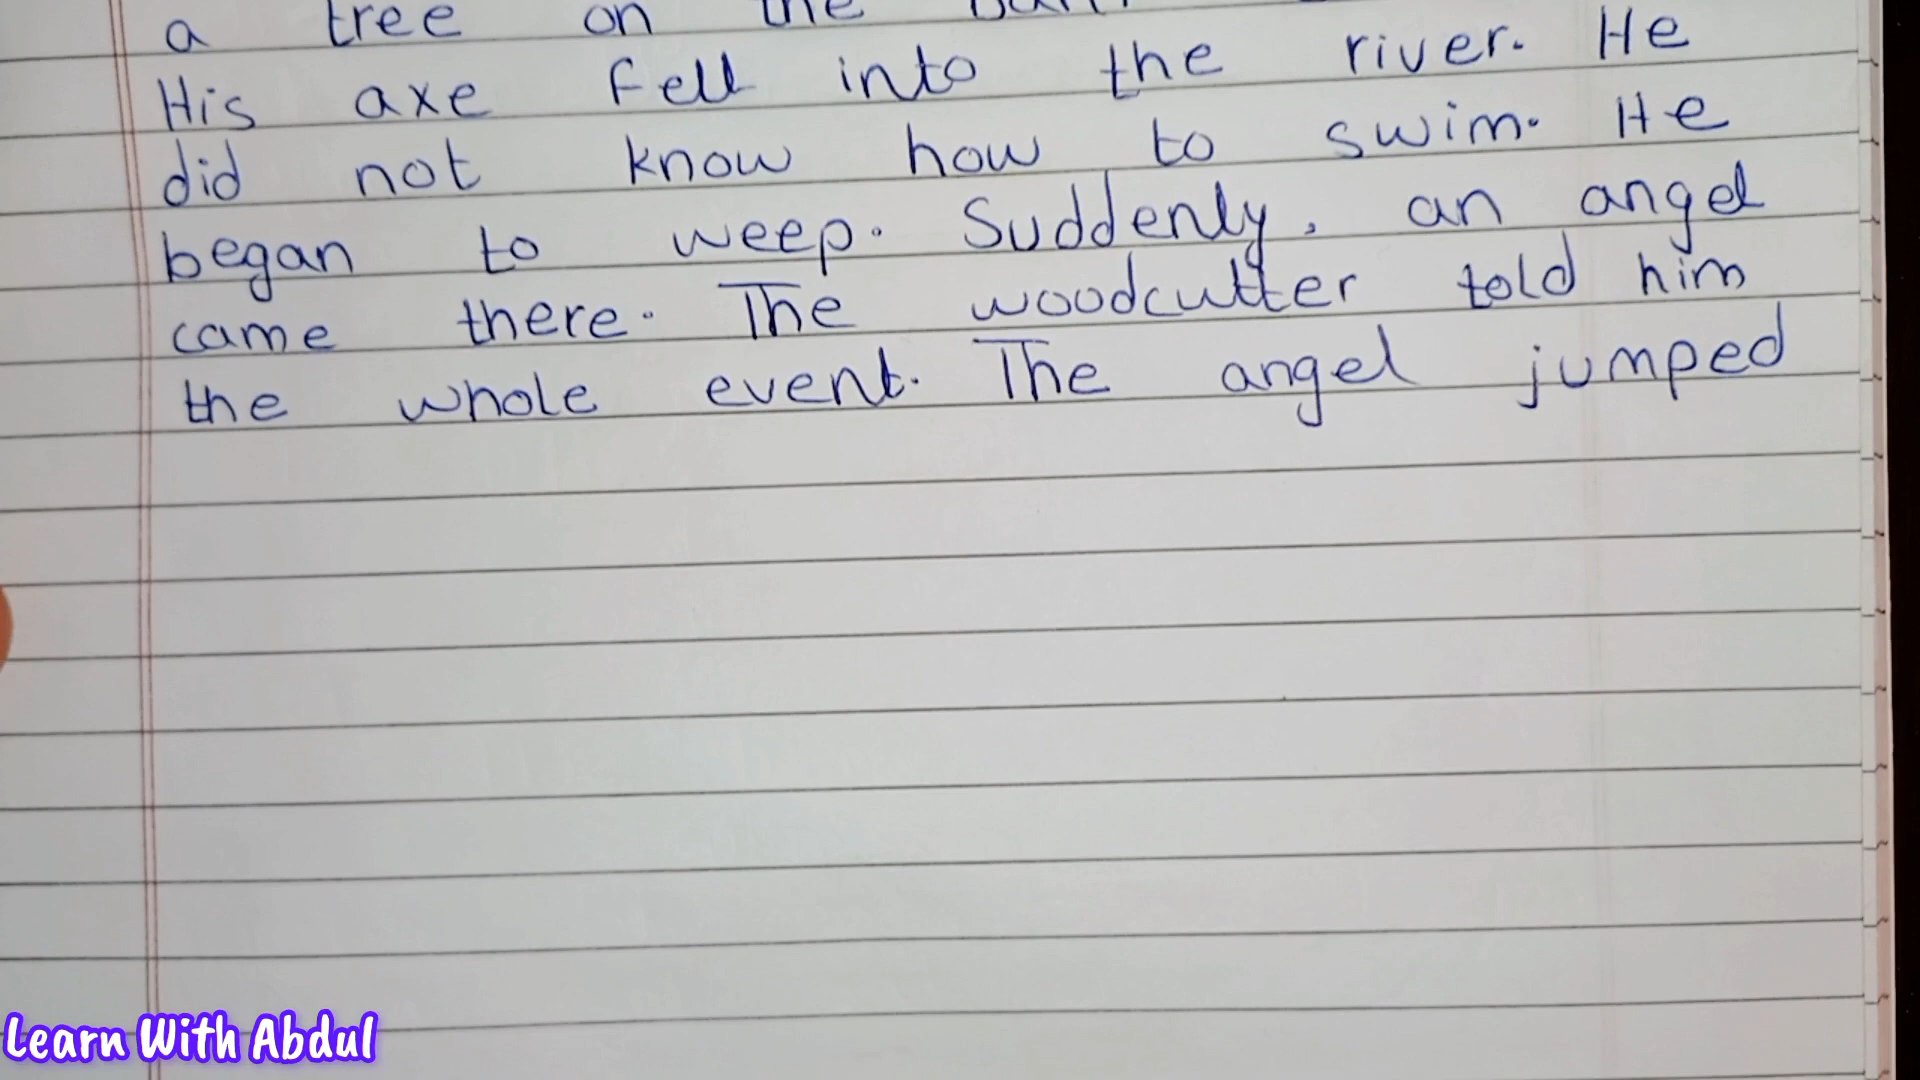 a tree on the
His axe fell into the river. He
did not know how to swim. He
began to weep. Suddenly, an angel
came there. The woodcutter told him
the whole event. The angel jumped
Learn With Abdul